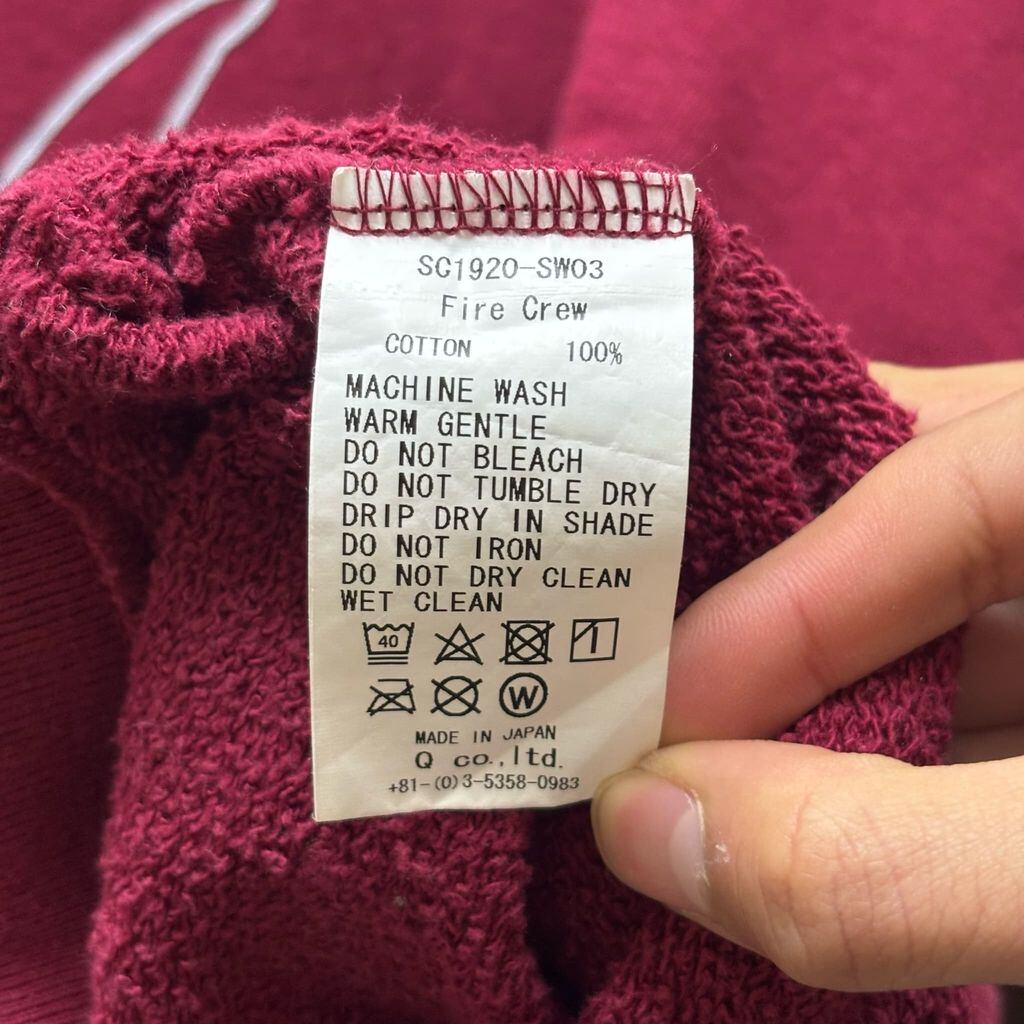 SC1920-SW03
Fire Crew
COTTON 100%
MACHINE WASH
WARM GENTLE
DO NOT BLEACH
DO NOT TUMBLE DRY
DRIP DRY IN SHADE
DO NOT IRON
DO NOT DRY CLEAN
WET CLEAN
40
W
MADE IN JAPAN
Q co.,ltd.
+81-(0)3-5358-0983